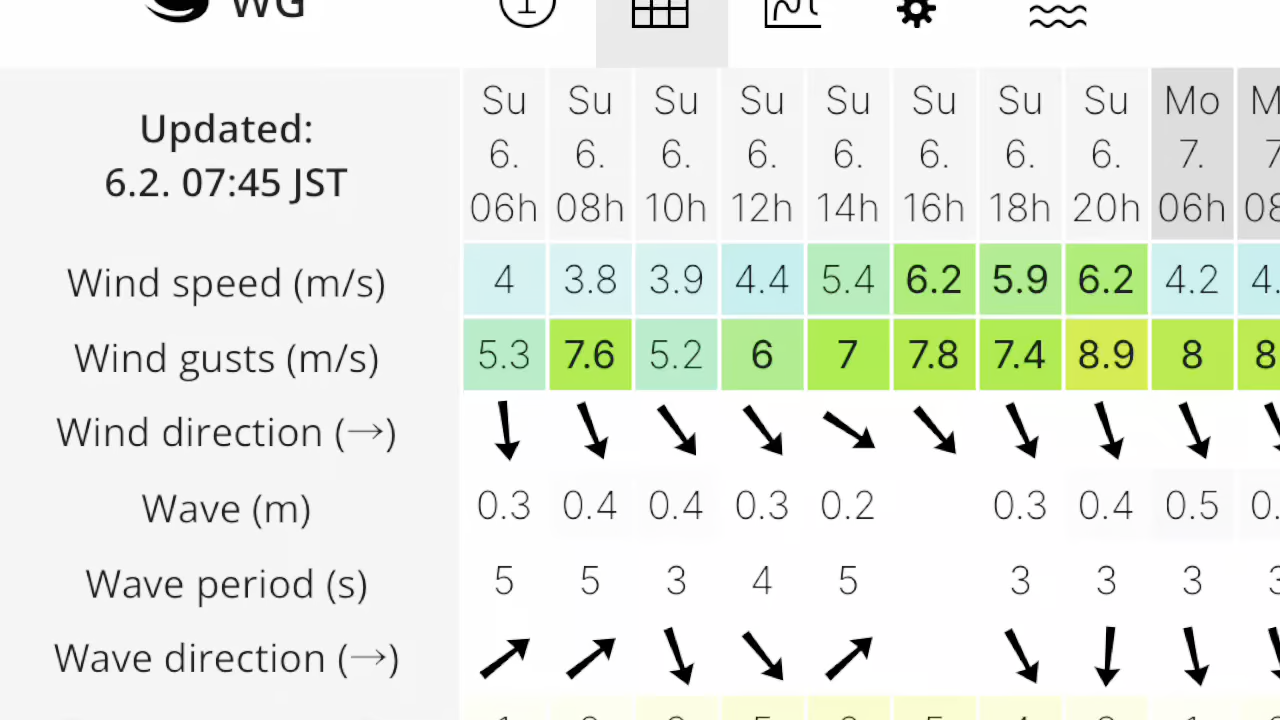 WG
Su Su Su Su Su Su Su Su Mo
6. 6. 6. 6. 6. 6. 6. 6. 7. 7
06h 08h 10h 12h 14h 16h 18h 20h 06h 08
Updated:
6.2. 07:45 JST
Wind speed (m/s) 4 3.8 3.9 4.4 5.4 6.2 5.9 6.2 4.2 4.
Wind gusts (m/s) 5.3 7.6 5.2 6 7 7.8 7.4 8.9 8 8
Wind direction (→)
Wave (m) 0.3 0.4 0.4 0.3 0.2 0.3 0.4 0.5 0.
Wave period (s) 5 5 3 4 5 3 3 3 3
Wave direction (→)